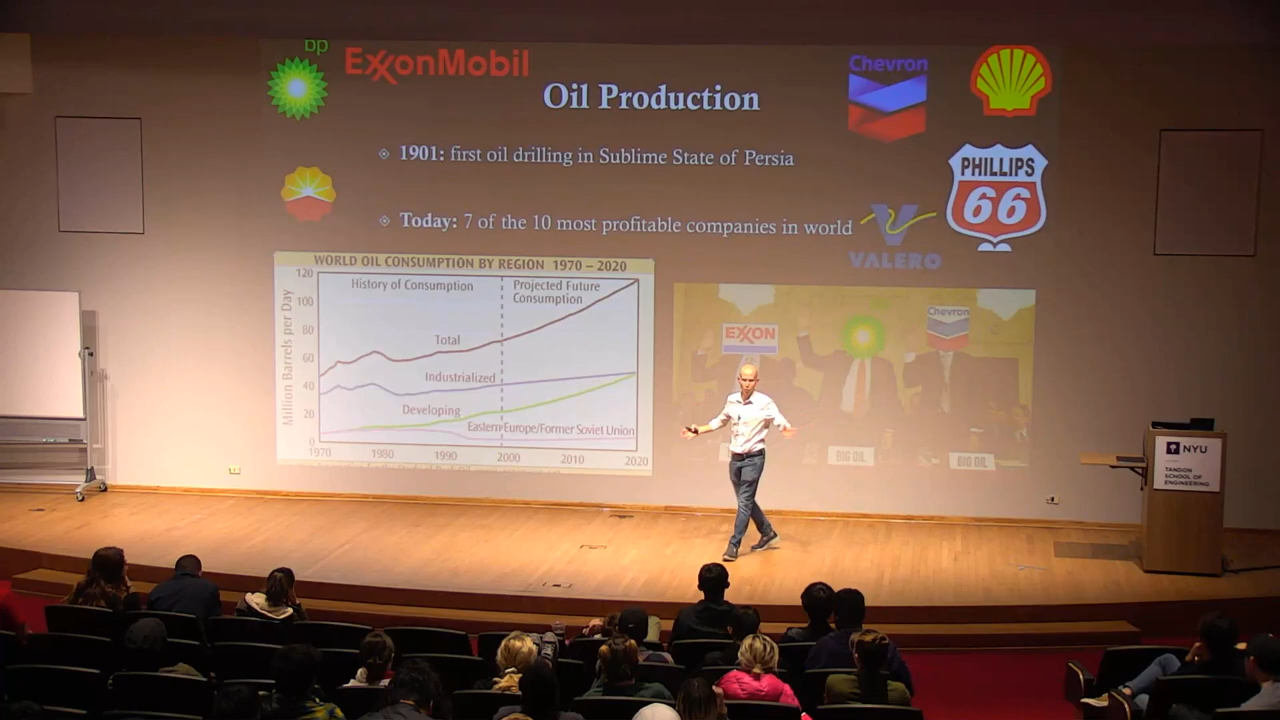 bp
ExxonMobil
Chevron
Oil Production
1901: first oil drilling in Sublime State of Persia
PHILLIPS
66
Today: 7 of the 10 most profitable companies in world
VALERO
WORLD OIL CONSUMPTION BY REGION 1970 – 2020
Million Barrels per Day
120
100
80
60
40
20
0
History of Consumption
Projected Future
Consumption
Total
Industrialized
Developing
Eastern Europe/Former Soviet Union
1970 1980 1990 2000 2010 2020
EXXON
Chevron
BIG OIL
BIG OIL
NYU
TANDON
SCHOOL OF
ENGINEERING